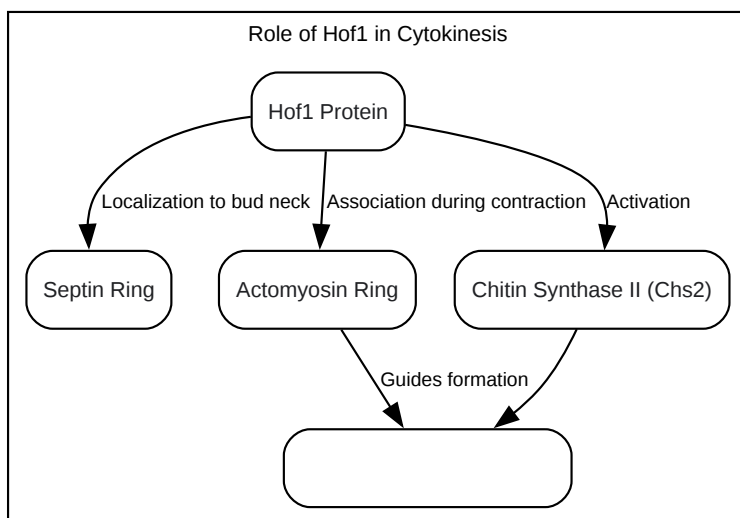 Role of Hof1 in Cytokinesis
Hof1 Protein
Localization to bud neck
Association during contraction
Activation
Septin Ring
Actomyosin Ring
Chitin Synthase II (Chs2)
Guides formation